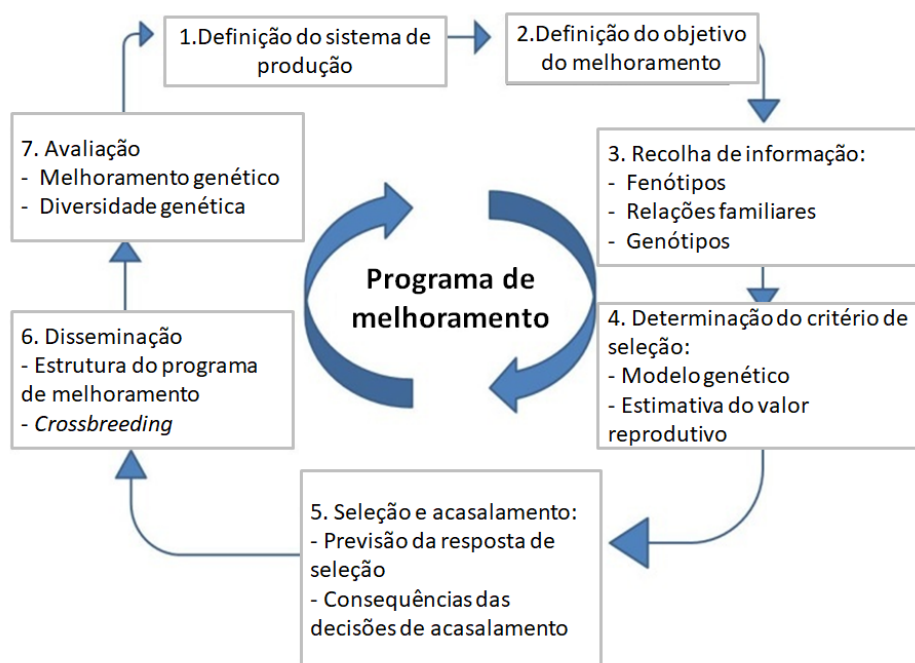 1.Definição do sistema de
produção
2.Definição do objetivo
do melhoramento
3. Recolha de informação:
- Fenótipos
- Relações familiares
- Genótipos
4. Determinação do critério de
seleção:
- Modelo genético
- Estimativa do valor
reprodutivo
5. Seleção e acasalamento:
- Previsão da resposta de
seleção
- Consequências das
decisões de acasalamento
6. Disseminação
- Estrutura do programa
de melhoramento
- Crossbreeding
7. Avaliação
- Melhoramento genético
- Diversidade genética
Programa de
melhoramento